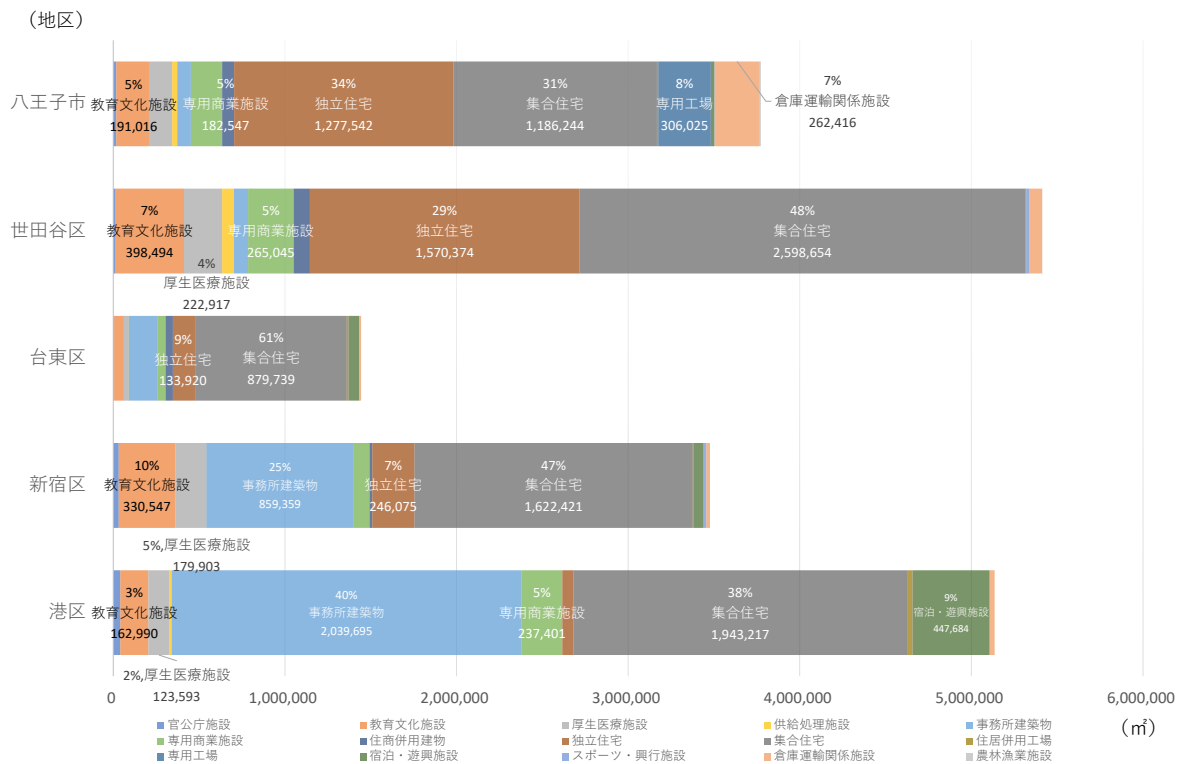 （地区）
八王子市
5%
教育文化施設
191,016
5%
専用商業施設
182,547
34%
独立住宅
1,277,542
31%
集合住宅
1,186,244
8%
専用工場
306,025
7%
倉庫運輸関係施設
262,416
世田谷区
7%
教育文化施設
398,494
4%
厚生医療施設
222,917
5%
専用商業施設
265,045
29%
独立住宅
1,570,374
48%
集合住宅
2,598,654
台東区
9%
独立住宅
133,920
61%
集合住宅
879,739
新宿区
10%
教育文化施設
330,547
5%,厚生医療施設
179,903
25%
事務所建築物
859,359
7%
独立住宅
246,075
47%
集合住宅
1,622,421
港区
3%
教育文化施設
162,990
2%,厚生医療施設
123,593
40%
事務所建築物
2,039,695
5%
専用商業施設
237,401
38%
集合住宅
1,943,217
9%
宿泊・遊興施設
447,684
0 1,000,000 2,000,000 3,000,000 4,000,000 5,000,000 6,000,000
（㎡）
官公庁施設 教育文化施設 厚生医療施設 供給処理施設 事務所建築物
専用商業施設 住商併用建物 独立住宅 集合住宅 住居併用工場
専用工場 宿泊・遊興施設 スポーツ・興行施設 倉庫運輸関係施設 農林漁業施設